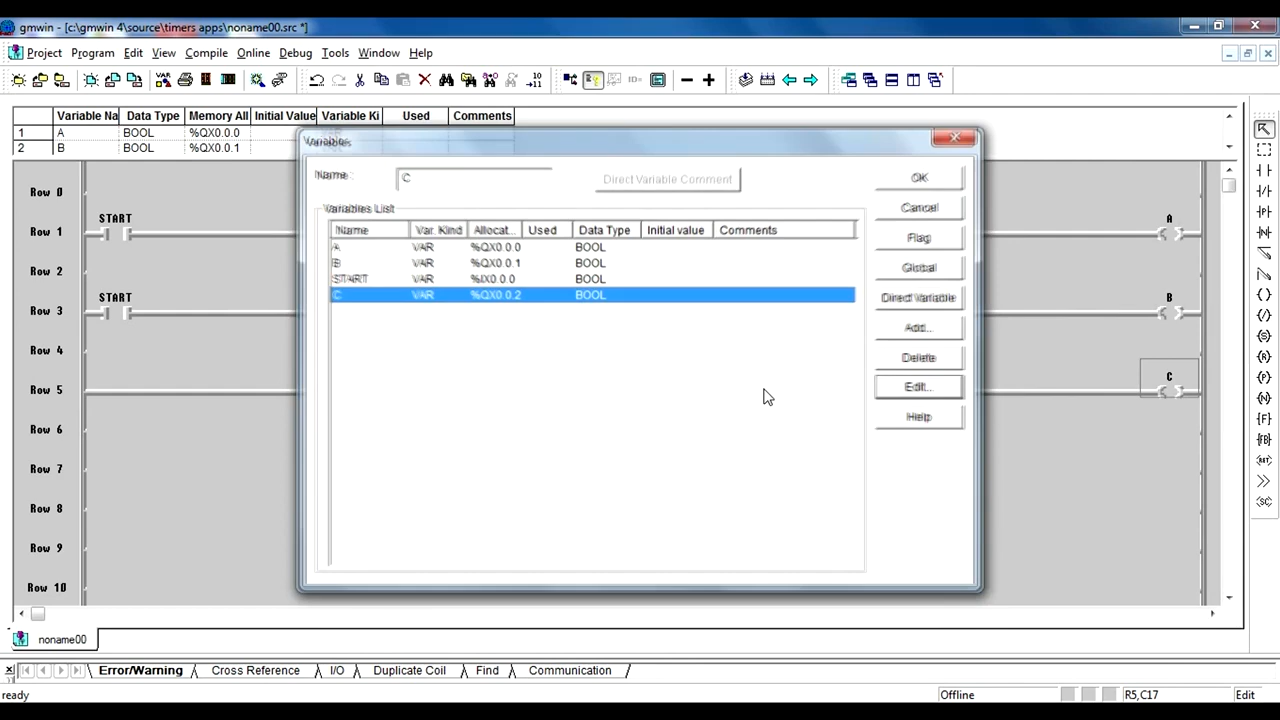 gmwin - [c:\gmwin 4\source\timers apps\noname00.src *]
Project Program Edit View Compile Online Debug Tools Window Help
Variable Na Data Type Memory All Initial Value Variable Ki Used Comments
1 A BOOL %QX0.0.0 VAR
2 B BOOL %QX0.0.1
Variables
Name : C Direct Variable Comment OK
Variables List Cancel
Name Var. Kind Allocat... Used Data Type Initial value Comments
A VAR %QX0.0.0 BOOL
B VAR %QX0.0.1 BOOL
START VAR %IX0.0.0 BOOL
C VAR %QX0.0.2 BOOL
Flag
Global
Direct Variable
Add...
Delete
Edit...
Help
Row 0
START A
Row 1
Row 2
START B
Row 3
Row 4
C
Row 5
Row 6
Row 7
Row 8
Row 9
Row 10
noname00
Error/Warning Cross Reference I/O Duplicate Coil Find Communication
ready Offline R5,C17 Edit